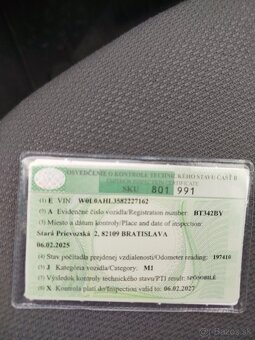 OSVEDČENIE O KONTROLE TECHNICKÉHO STAVU ČASŤ B
SKU 801 991
(1) E VIN W0L0AHL3582227162
(2) A Evidenčné číslo vozidla/Registration number: BT342BY
(3) Miesto a dátum kontroly/Place and date of inspection:
Stará Prievozská 2, 82109 BRATISLAVA
06.02.2025
(4) Stav počítadla prejdenej vzdialenosti/Odometer reading: 197410
(5) J Kategória vozidla/Category: M1
(7) Výsledok kontroly technického stavu/PTI result: SPÔSOBILÉ
(8) X Kontrola platí do/Inspection valid to: 06.02.2027
bazos.sk